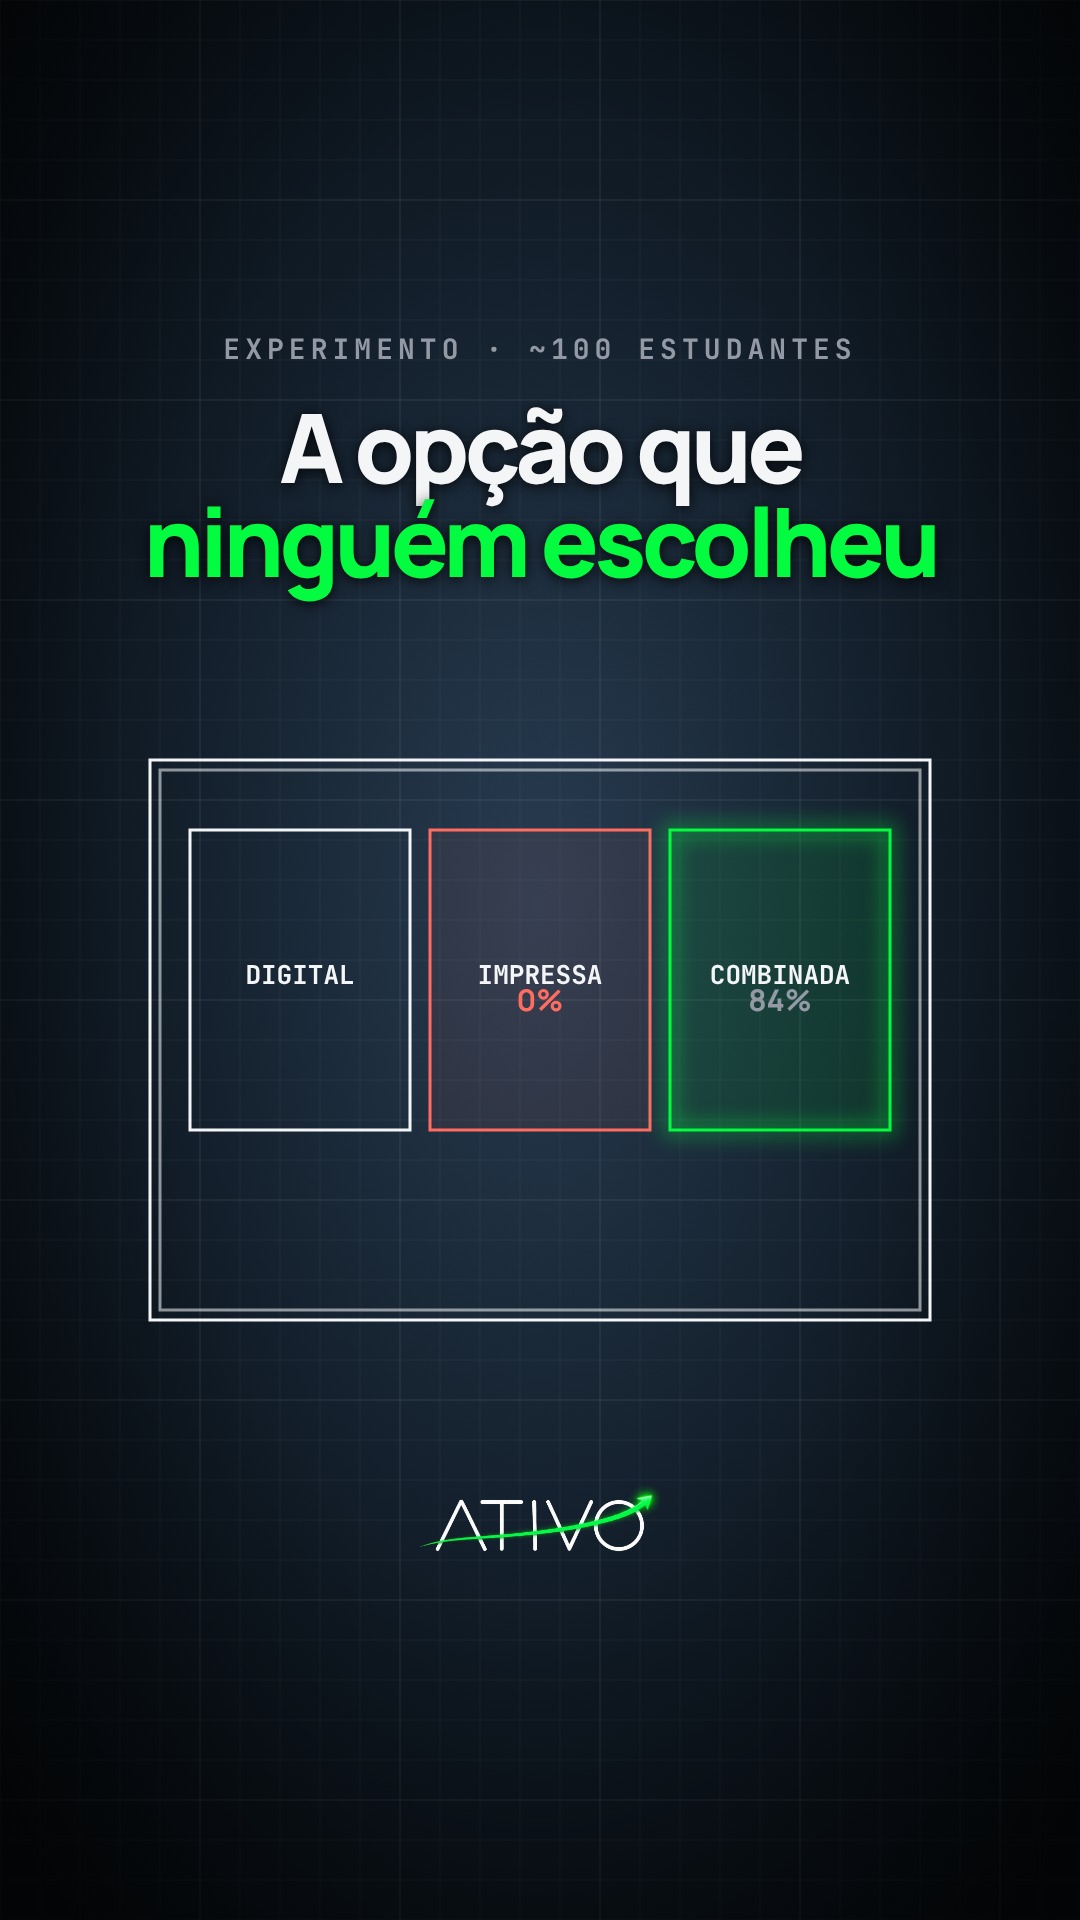 EXPERIMENTO · ~100 ESTUDANTES
A opção que
ninguém escolheu
DIGITAL
IMPRESSA
0%
COMBINADA
84%
ATIVO